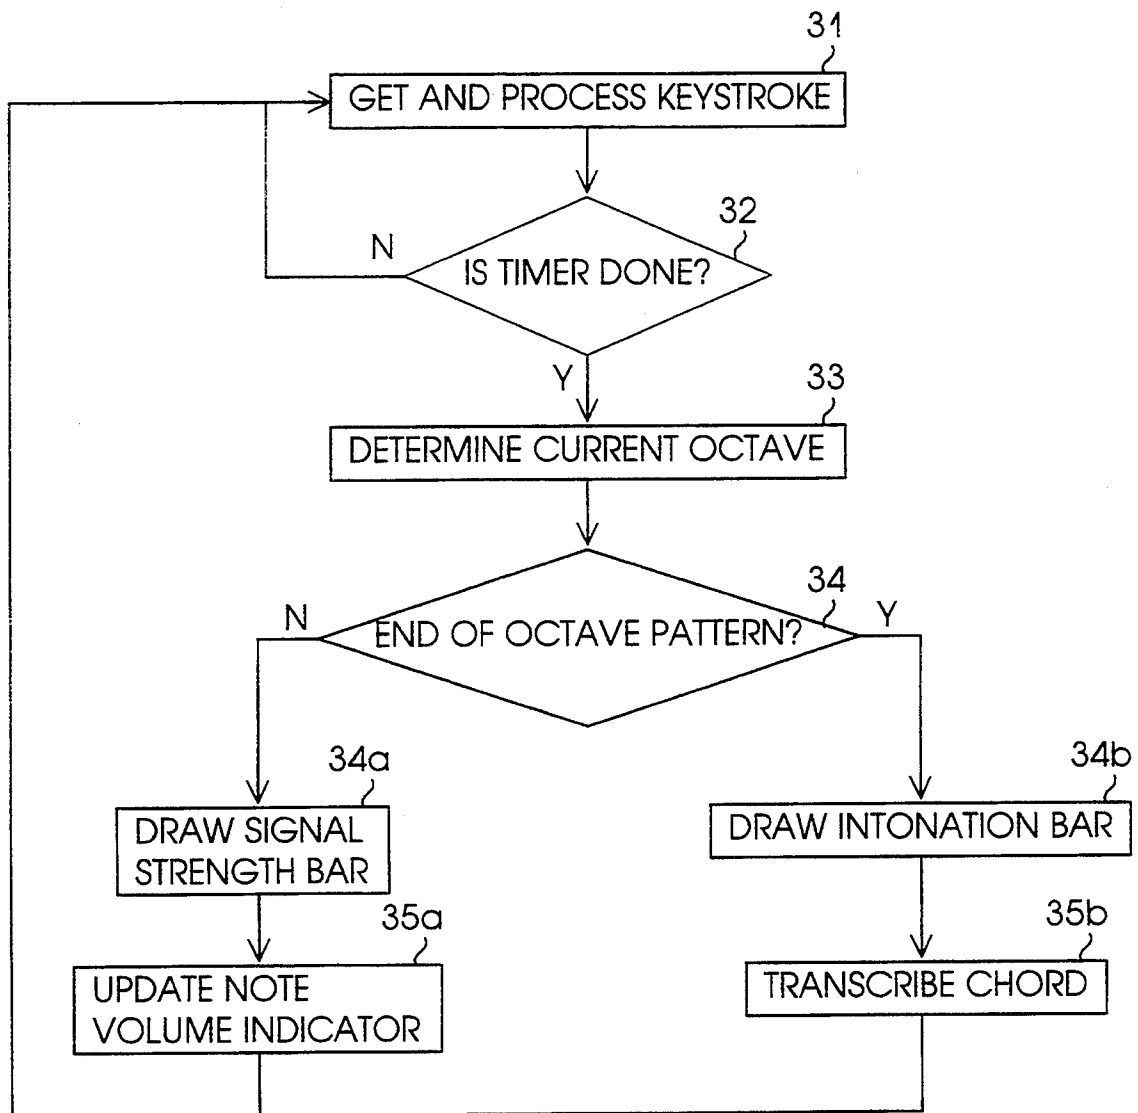 31
GET AND PROCESS KEYSTROKE
32
N
IS TIMER DONE?
Y
33
DETERMINE CURRENT OCTAVE
34
N
Y
END OF OCTAVE PATTERN?
34a
34b
DRAW SIGNAL
STRENGTH BAR
DRAW INTONATION BAR
35a
35b
UPDATE NOTE
VOLUME INDICATOR
TRANSCRIBE CHORD